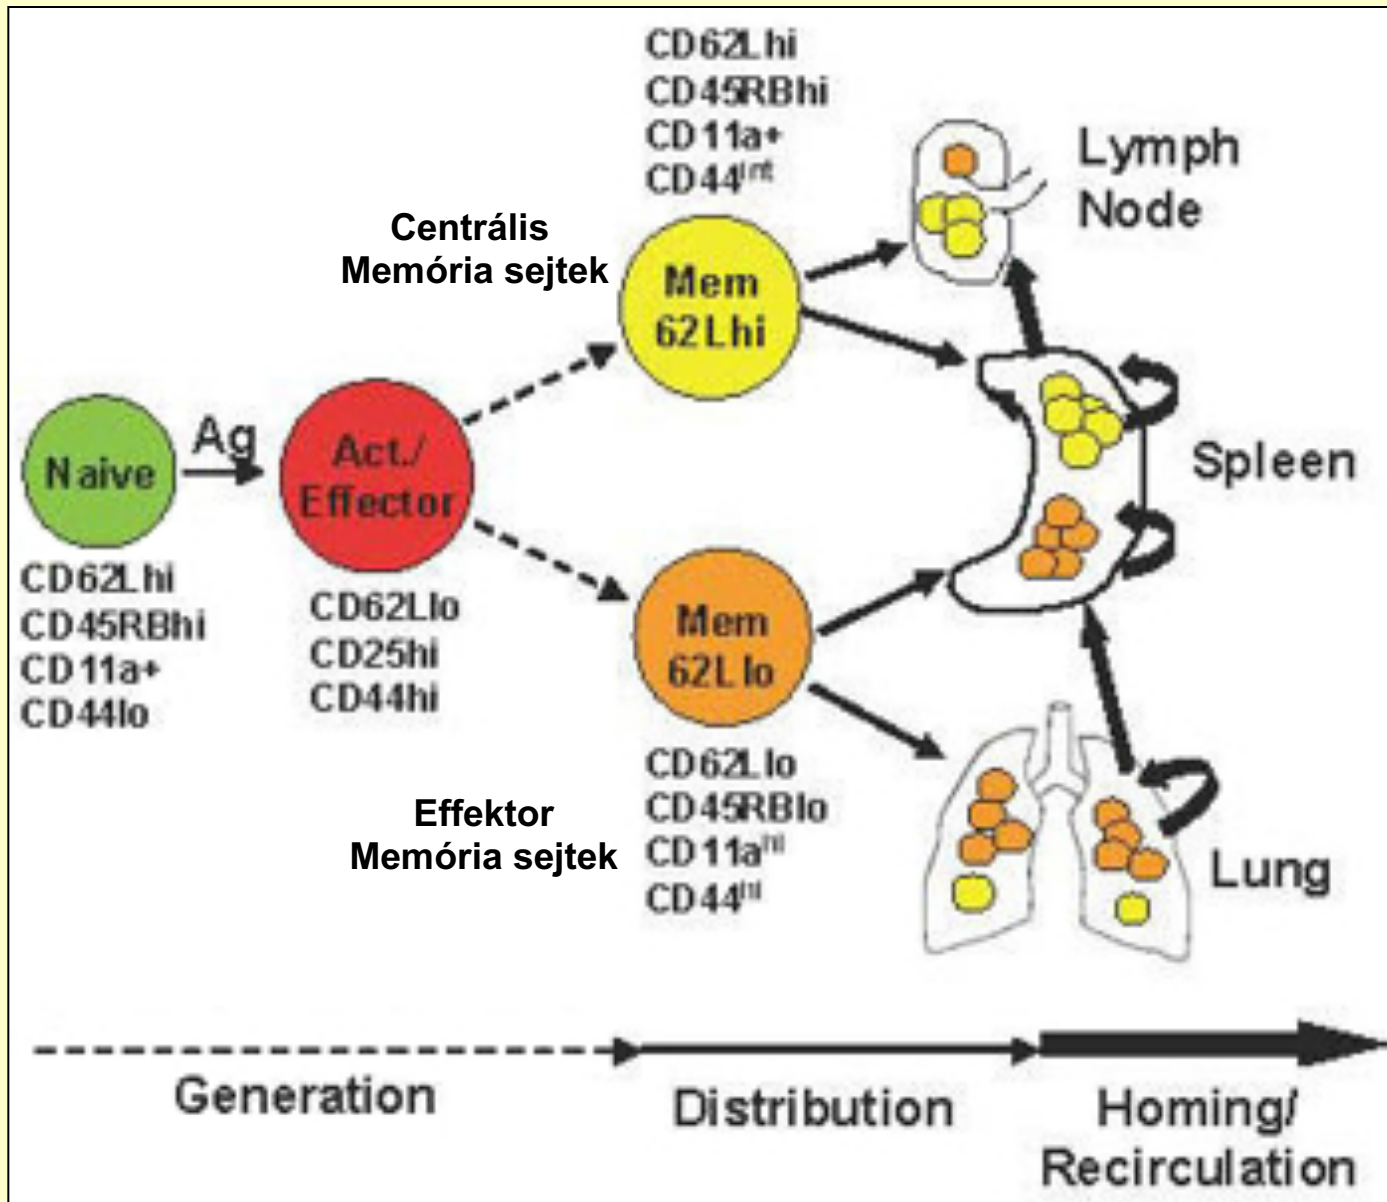 CD62Lhi
CD45RBhi
CD11a+
CD44int
Lymph
Node
Centrális
Memória sejtek
Mem
62Lhi
Ag
Naive
Act./
Effector
Spleen
CD62Lhi
CD45RBhi
CD11a+
CD44lo
CD62Llo
CD25hi
CD44hi
Mem
62Llo
CD62Llo
CD45RBlo
CD11ahi
CD44hi
Effektor
Memória sejtek
Lung
Generation
Distribution
Homing/
Recirculation